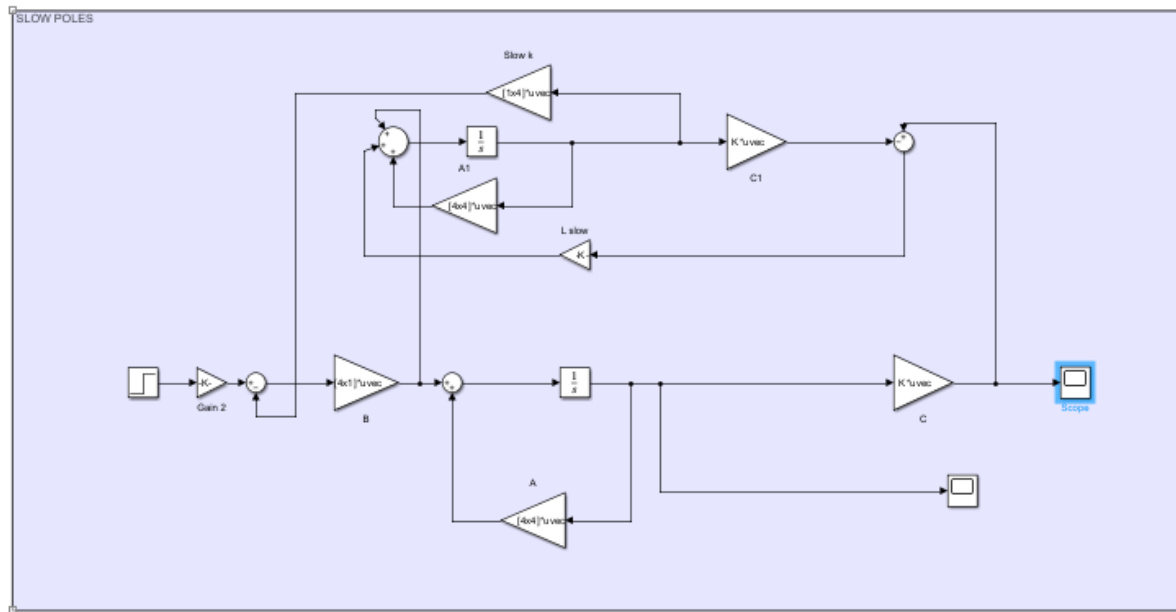 SLOW POLES
Slow k
[1x4]*uvec
1
s
A1
K*uvec
C1
[4x4]*uvec
L slow
-K-
-K-
Gain 2
4x1]*uvec
B
1
s
K*uvec
C
Scope
A
[4x4]*uvec